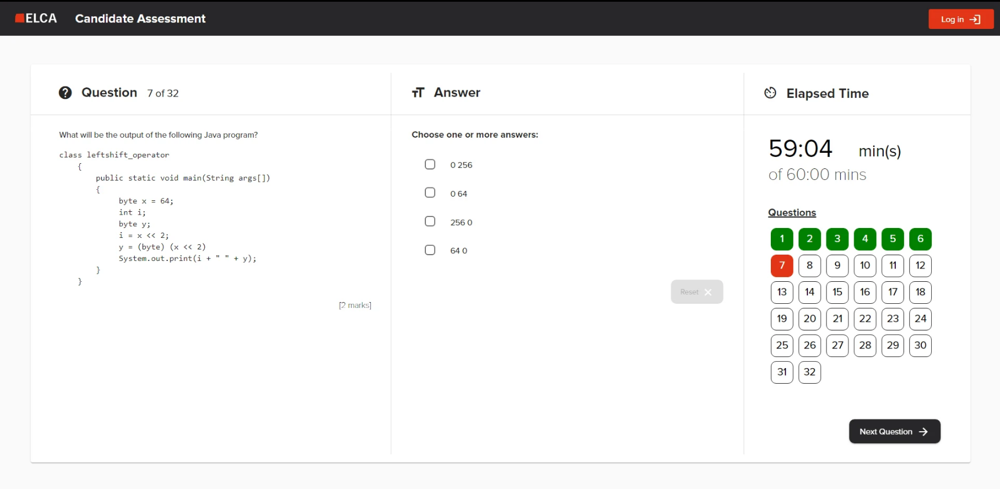 ELCA Candidate Assessment Log in
Question 7 of 32
What will be the output of the following Java program?
class leftshift_operator
{
public static void main(String args[])
{
byte x = 64;
int i;
byte y;
i = x << 2;
y = (byte) (x << 2)
System.out.print(i + " " + y);
}
}
[2 marks]
Answer
Choose one or more answers:
0 256
0 64
256 0
64 0
Reset
Elapsed Time
59:04 min(s)
of 60:00 mins
Questions
1 2 3 4 5 6
7 8 9 10 11 12
13 14 15 16 17 18
19 20 21 22 23 24
25 26 27 28 29 30
31 32
Next Question